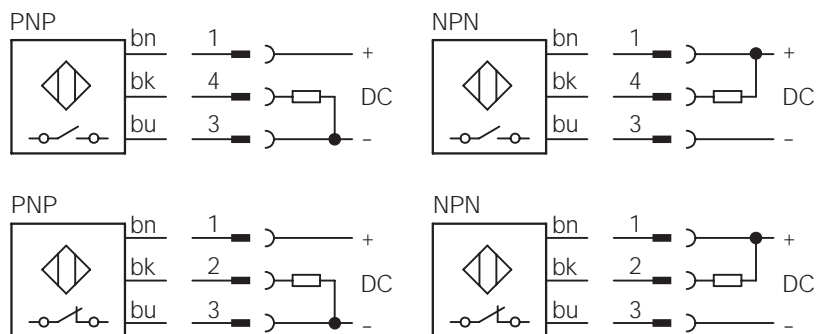 PNP
bn 1 +
bk 4 DC
bu 3 –
NPN
bn 1 +
bk 4 DC
bu 3 –
PNP
bn 1 +
bk 2 DC
bu 3 –
NPN
bn 1 +
bk 2 DC
bu 3 –